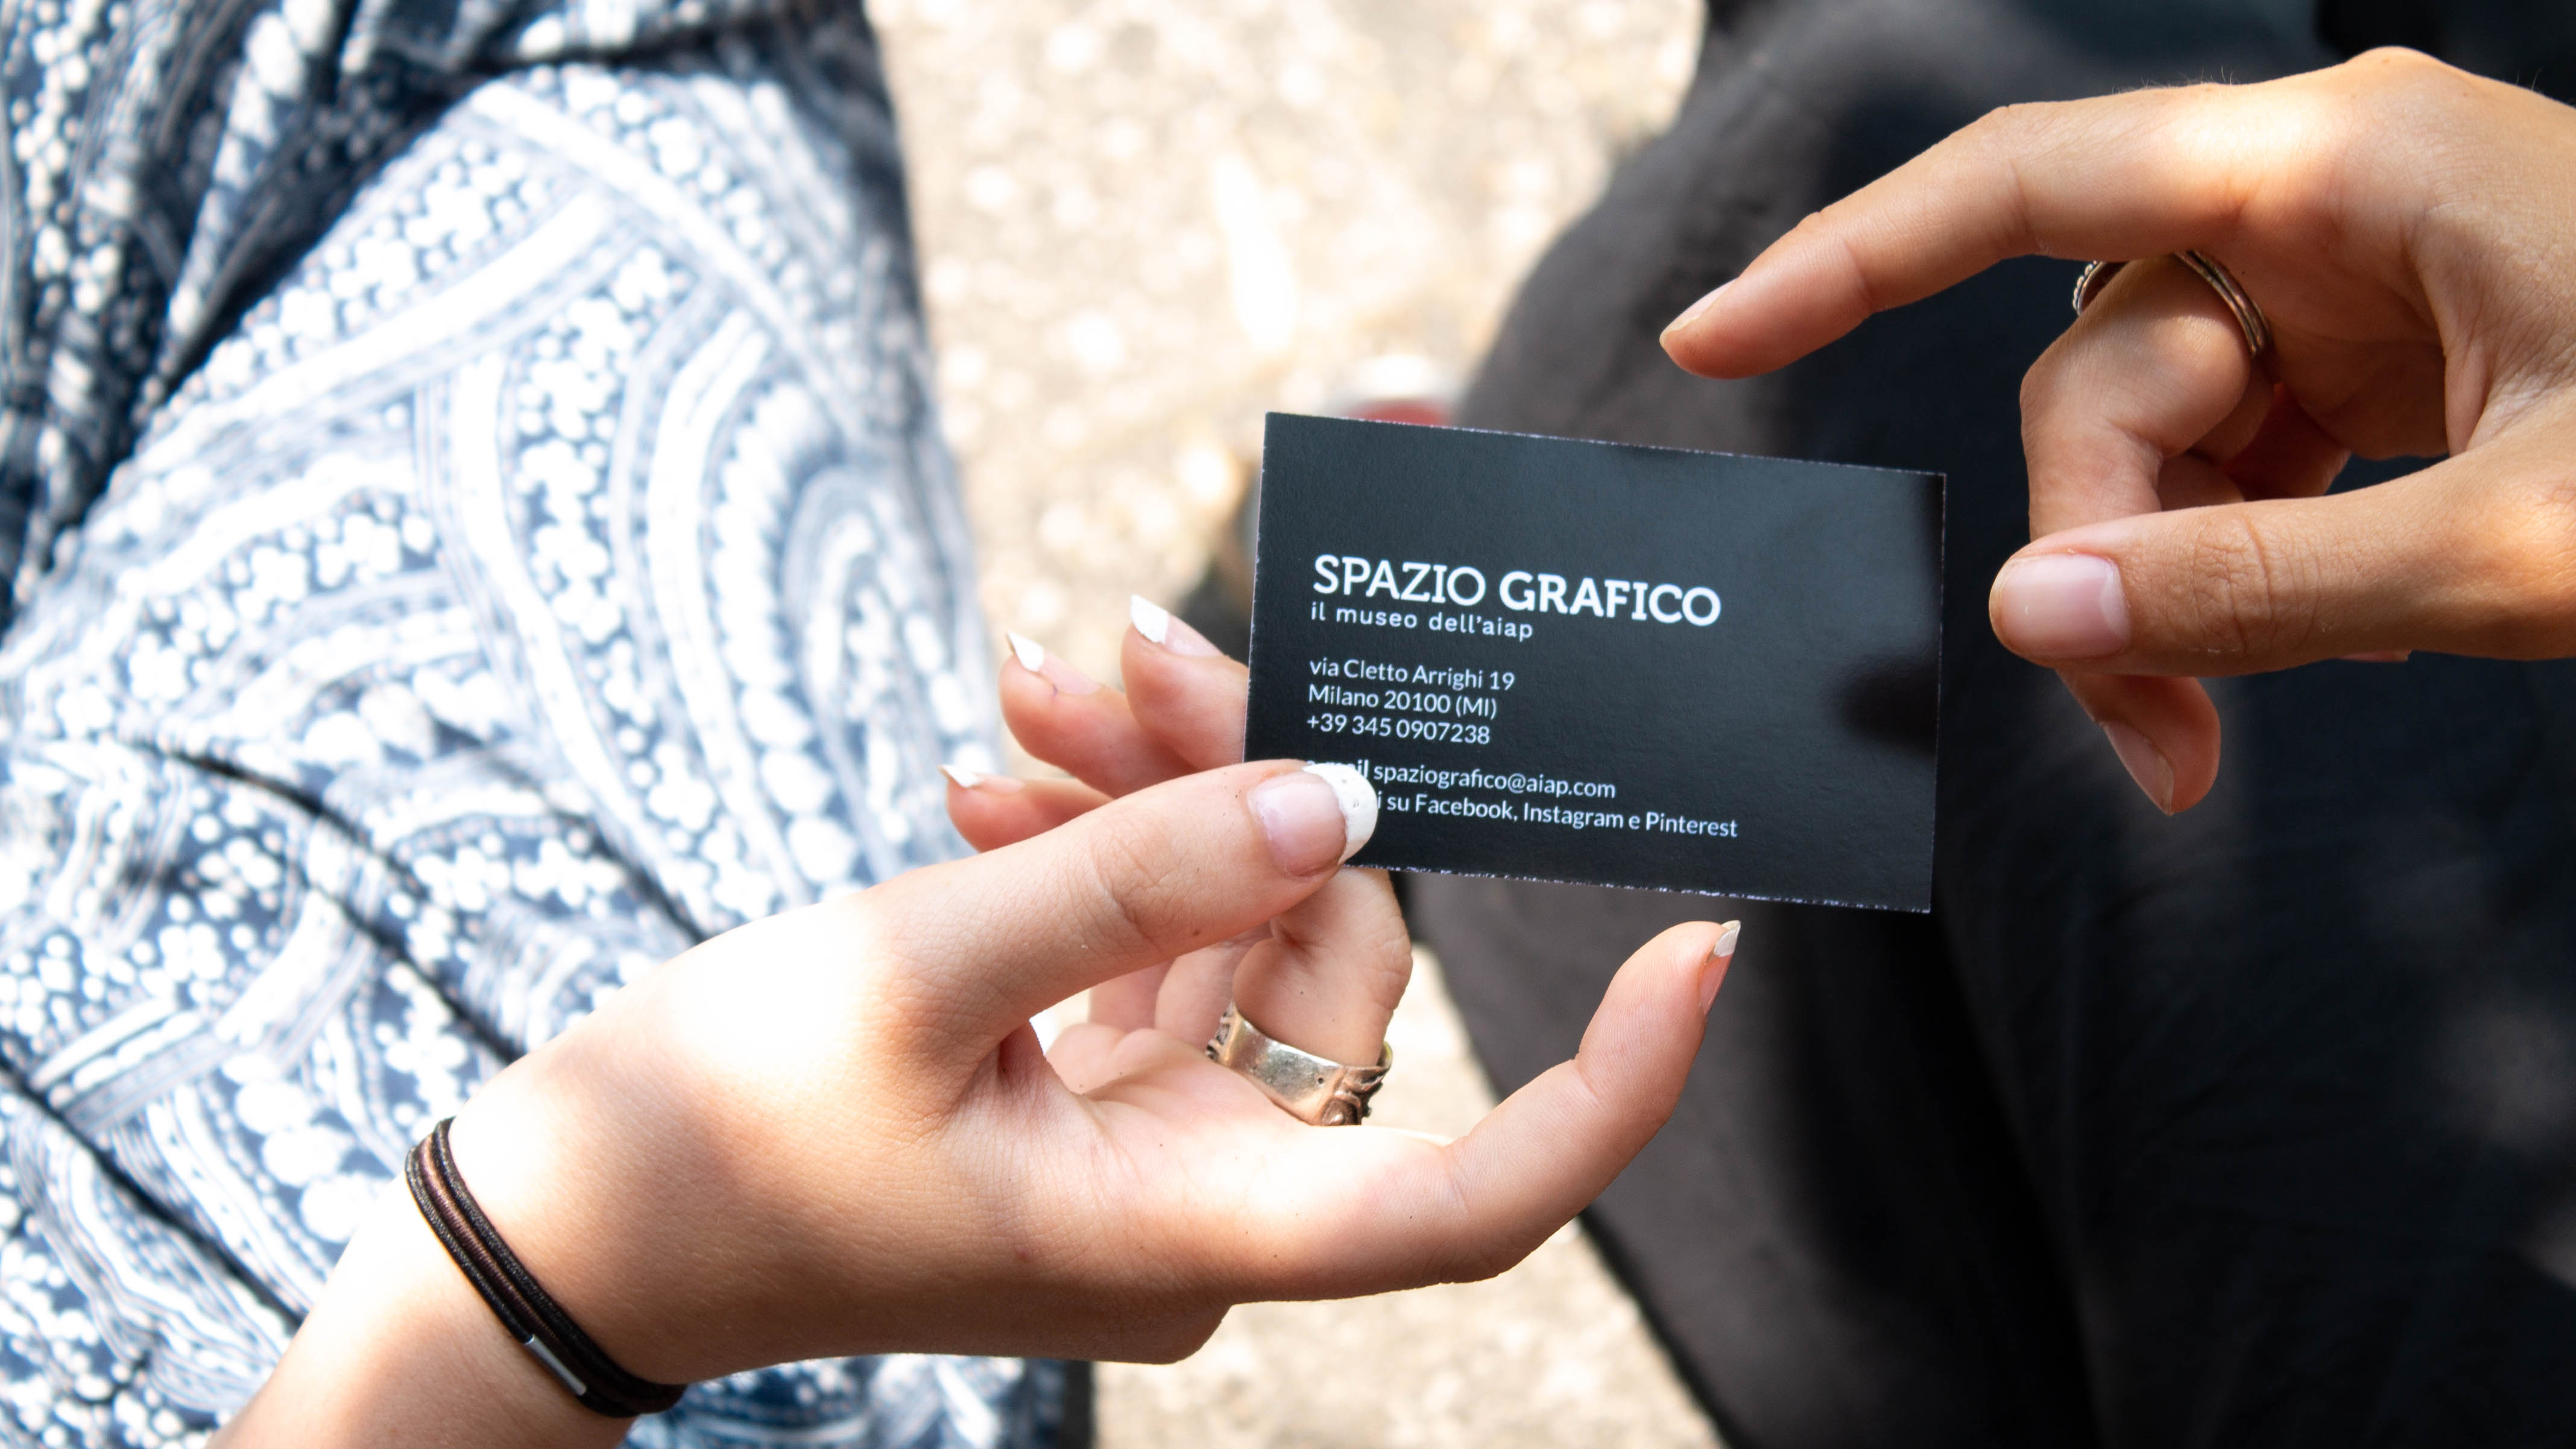 SPAZIO GRAFICO
il museo dell'aiap
via Cletto Arrighi 19
Milano 20100 (MI)
+39 345 0907238
spaziografico@aiap.com
su Facebook, Instagram e Pinterest